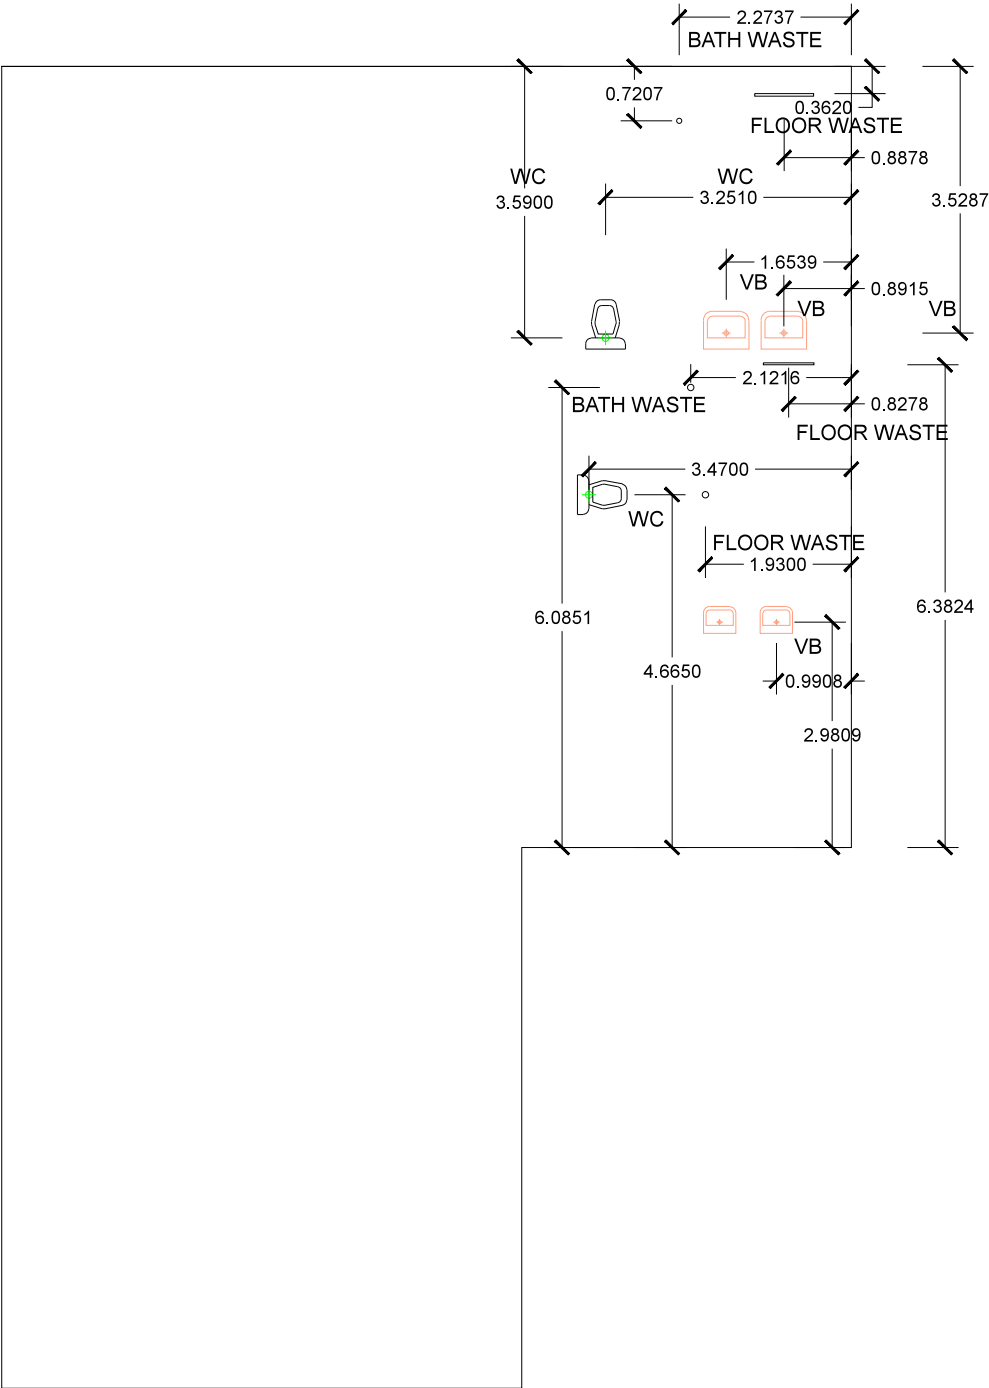 2.2737
BATH WASTE
0.7207
0.3620
FLOOR WASTE
0.8878
WC
3.5900
WC
3.2510
3.5287
1.6539
VB
0.8915
VB
VB
2.1216
BATH WASTE
0.8278
FLOOR WASTE
3.4700
WC
FLOOR WASTE
1.9300
6.0851
6.3824
VB
4.6650
0.9908
2.9809